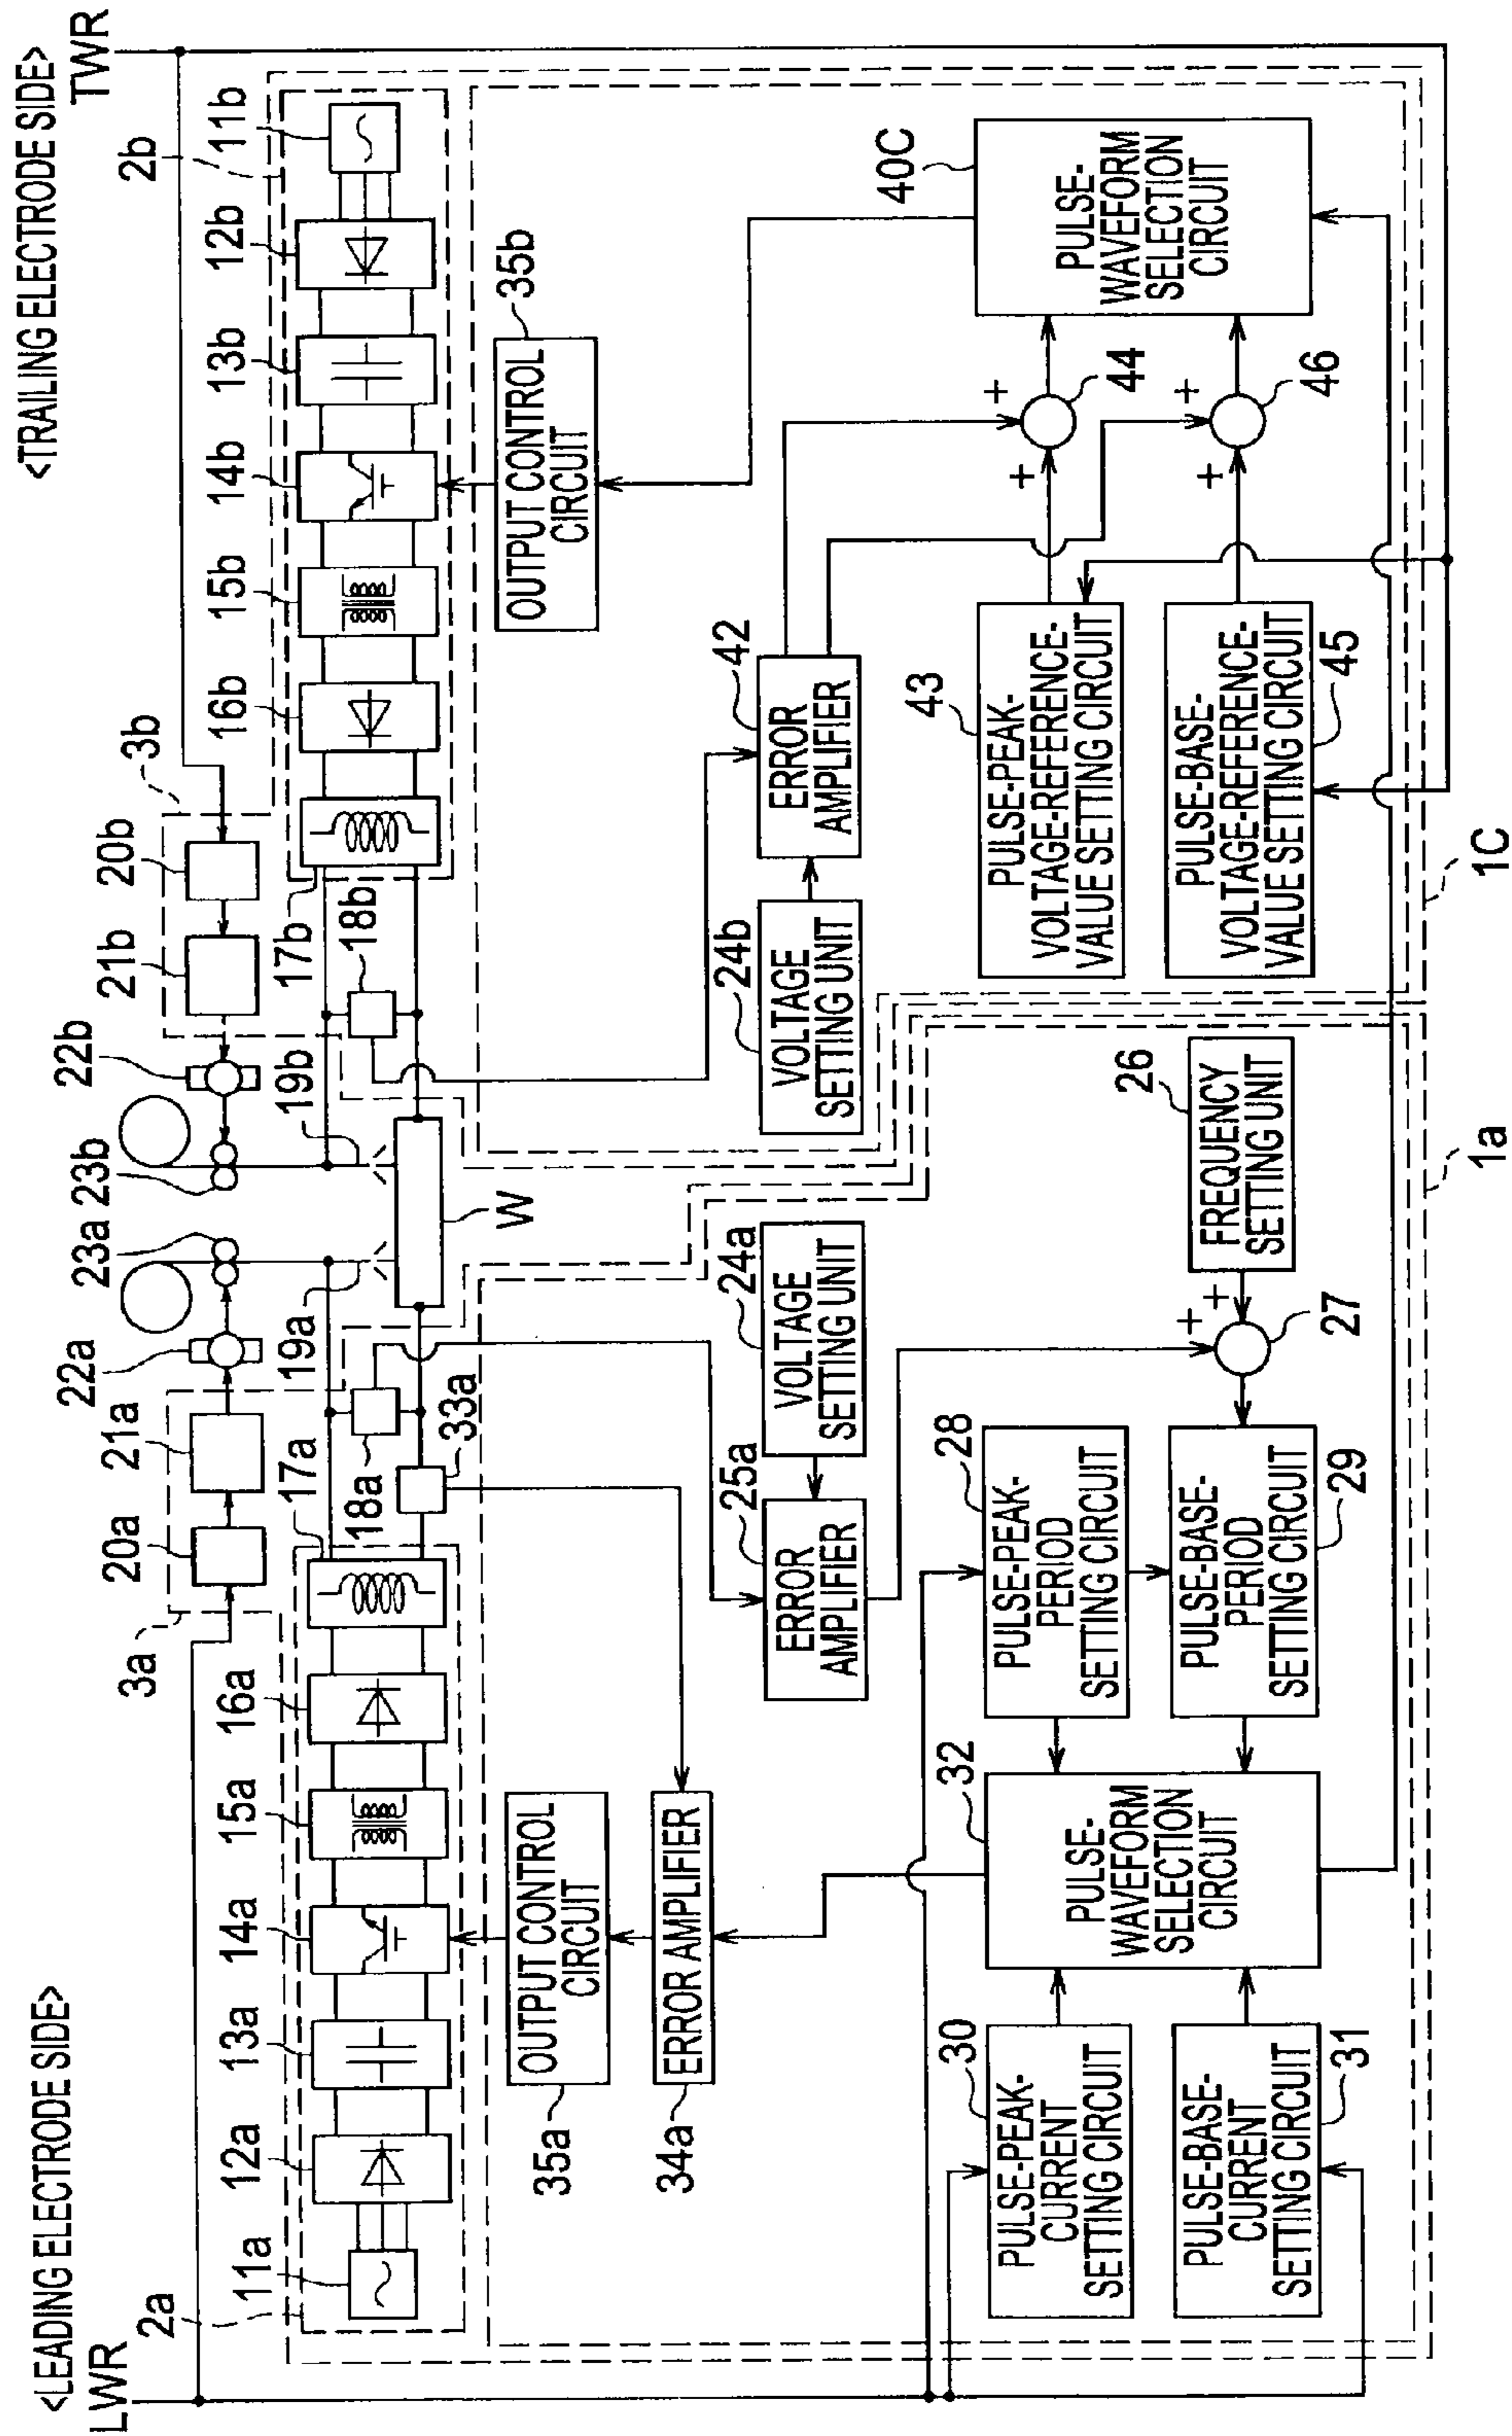 <LEADING ELECTRODE SIDE>
LWR
<TRAILING ELECTRODE SIDE>
TWR
2a
11a
12a
13a
14a
15a
16a
17a
3a
20a
21a
22a
23a
18a
19a
33a
W
23b
22b
19b
21b
20b
3b
18b
17b
16b
15b
14b
13b
12b
11b
2b
35a
OUTPUT CONTROL
CIRCUIT
34a
ERROR AMPLIFIER
25a
ERROR
AMPLIFIER
24a
VOLTAGE
SETTING UNIT
24b
VOLTAGE
SETTING UNIT
42
ERROR
AMPLIFIER
35b
OUTPUT CONTROL
CIRCUIT
30
PULSE-PEAK-
CURRENT
SETTING CIRCUIT
31
PULSE-BASE-
CURRENT
SETTING CIRCUIT
32
PULSE-
WAVEFORM
SELECTION
CIRCUIT
28
PULSE-PEAK-
PERIOD
SETTING CIRCUIT
29
PULSE-BASE-
PERIOD
SETTING CIRCUIT
27
+
+
26
FREQUENCY
SETTING UNIT
43
PULSE-PEAK-
VOLTAGE-REFERENCE-
VALUE SETTING CIRCUIT
45
PULSE-BASE-
VOLTAGE-REFERENCE-
VALUE SETTING CIRCUIT
44
+
+
46
+
+
40C
PULSE-
WAVEFORM
SELECTION
CIRCUIT
1a
1C